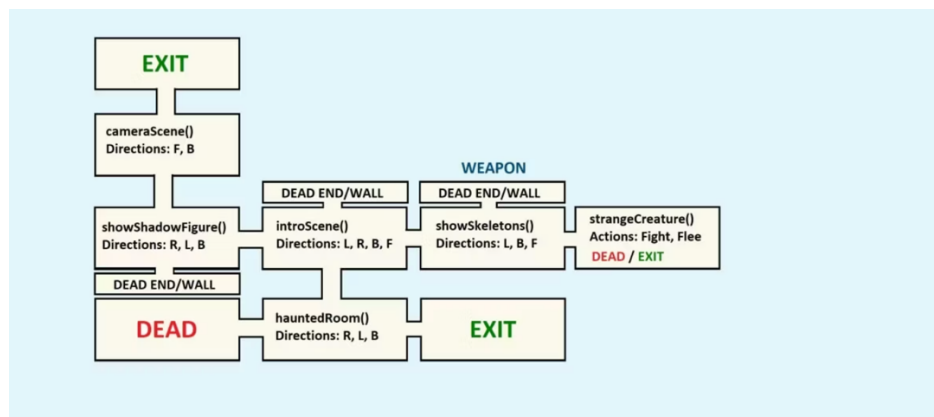 EXIT
cameraScene()
Directions: F, B
WEAPON
DEAD END/WALL
DEAD END/WALL
showShadowFigure()
Directions: R, L, B
introScene()
Directions: L, R, B, F
showSkeletons()
Directions: L, B, F
strangeCreature()
Actions: Fight, Flee
DEAD / EXIT
DEAD END/WALL
DEAD
hauntedRoom()
Directions: R, L, B
EXIT